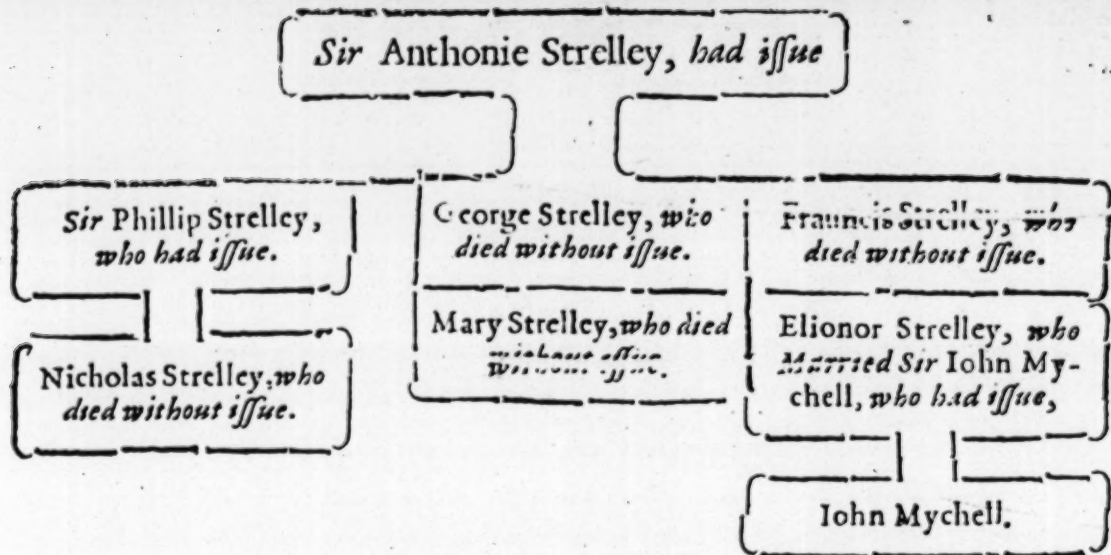 Sir Anthonie Strelley, had iſſue
Sir Phillip Strelley,
who had iſſue.
George Strelley, who
died without iſſue.
Frauncis Strelley, who
died without iſſue.
Mary Strelley, who died
without iſſue.
Elionor Strelley, who
Married Sir Iohn My-
chell, who had iſſue,
Nicholas Strelley, who
died without iſſue.
Iohn Mychell.